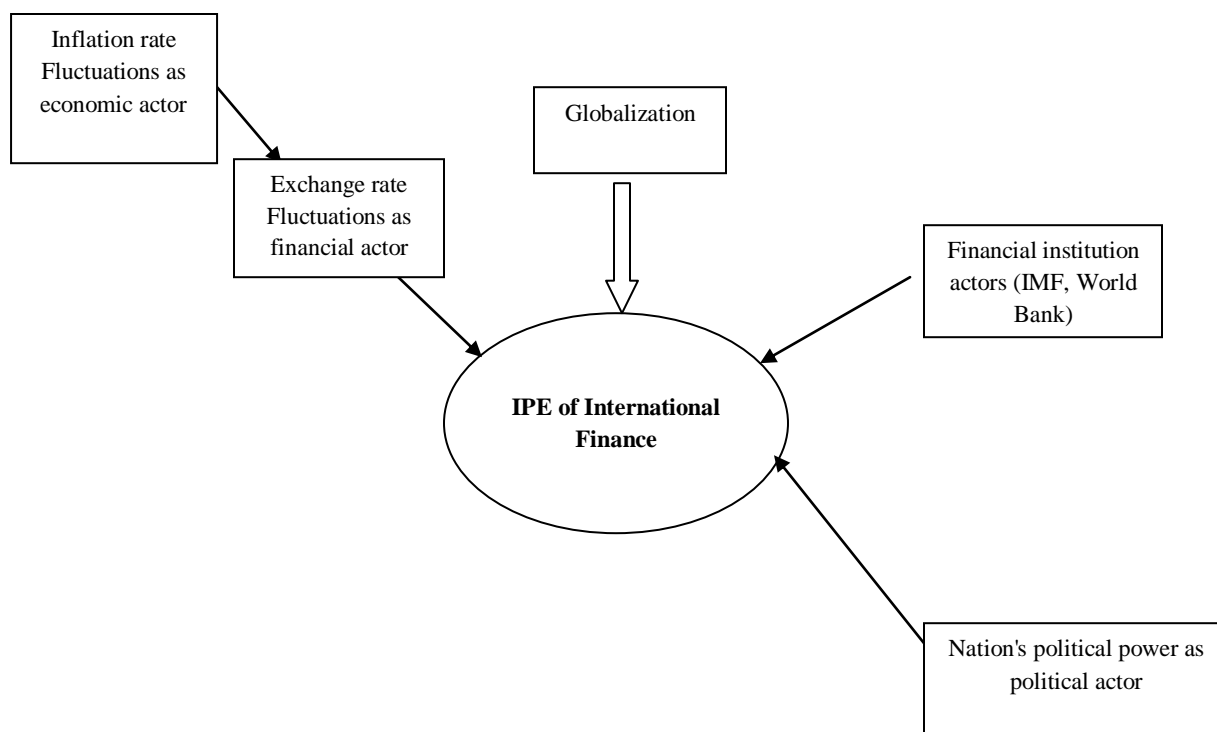 Inflation rate
Fluctuations as
economic actor
Globalization
Exchange rate
Fluctuations as
financial actor
Financial institution
actors (IMF, World
Bank)
IPE of International
Finance
Nation's political power as
political actor